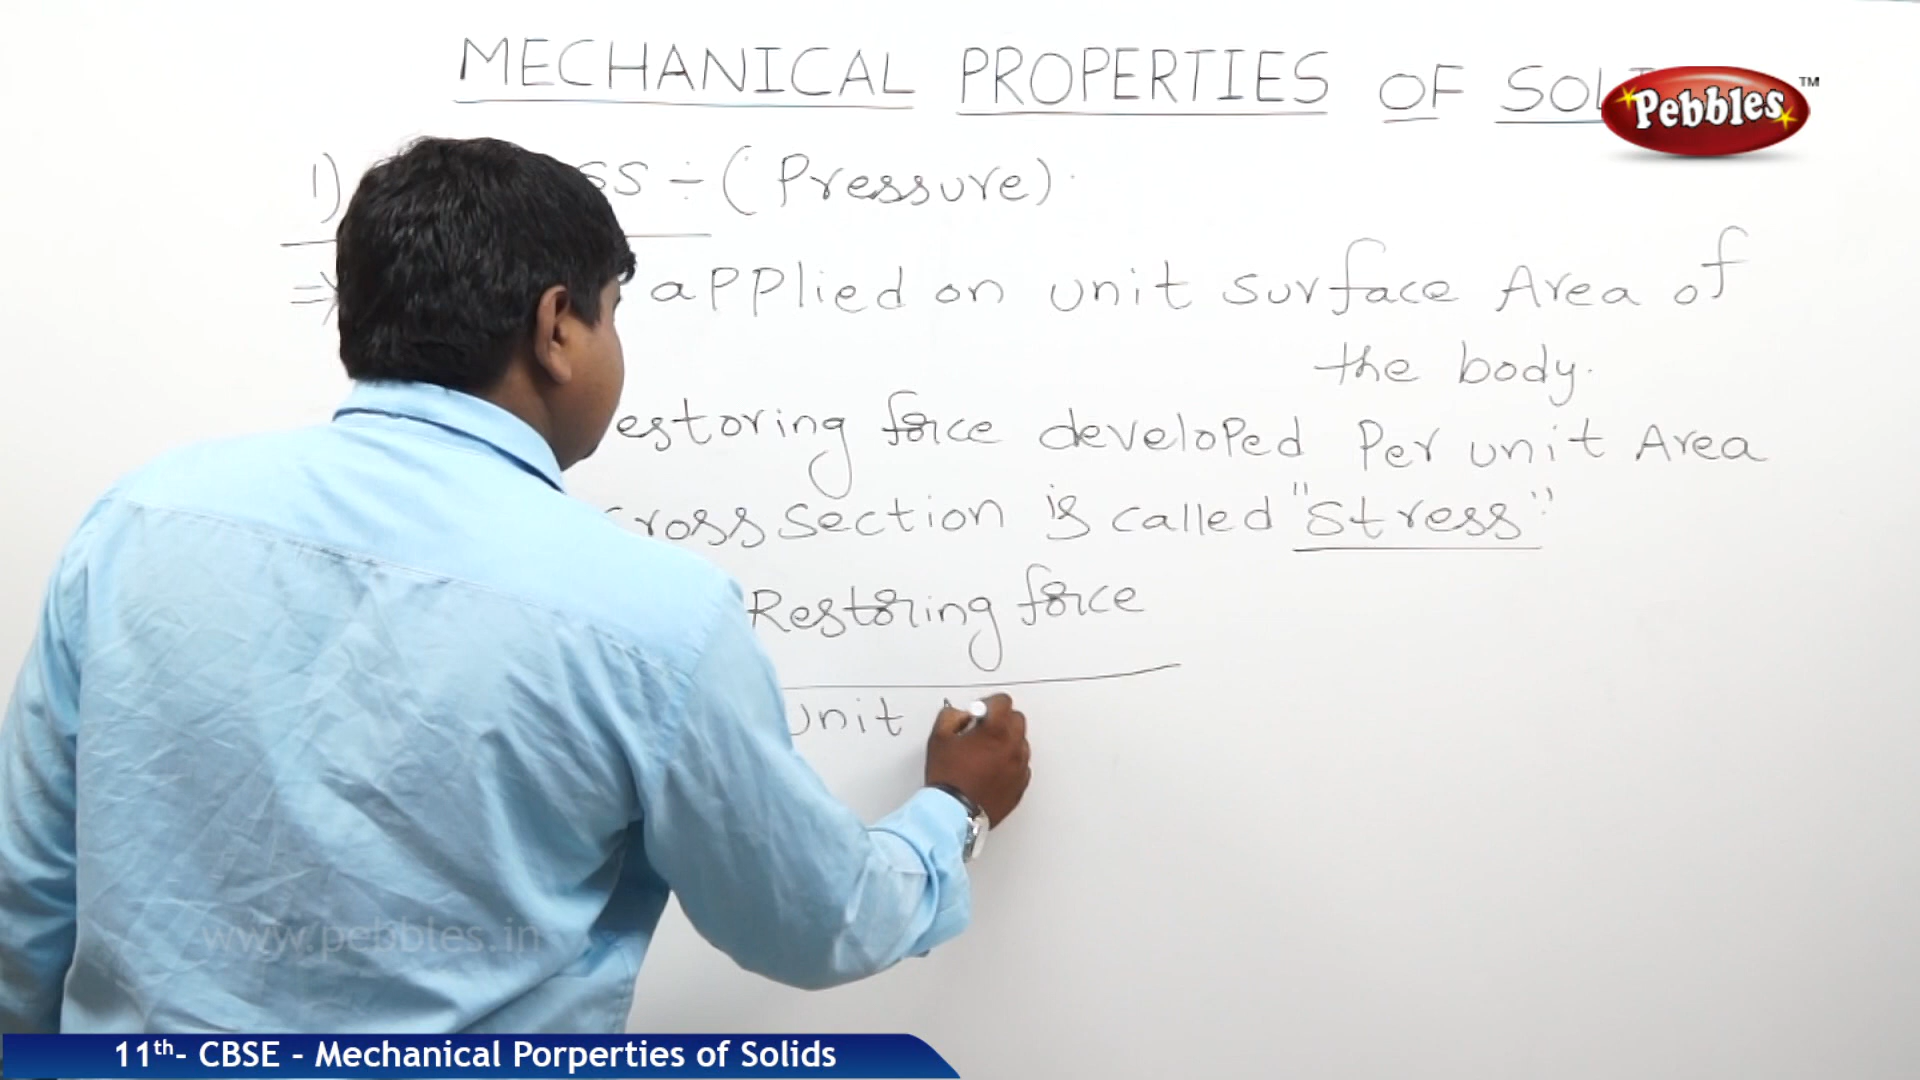 MECHANICAL PROPERTIES OF
Pebbles TM
1) SS :- (Pressure)
=> applied on unit surface Area of
the body.
estoring force developed Per unit Area
ross section is called "stress"
Restoring force
Unit
www.pebbles.in
11th- CBSE - Mechanical Porperties of Solids